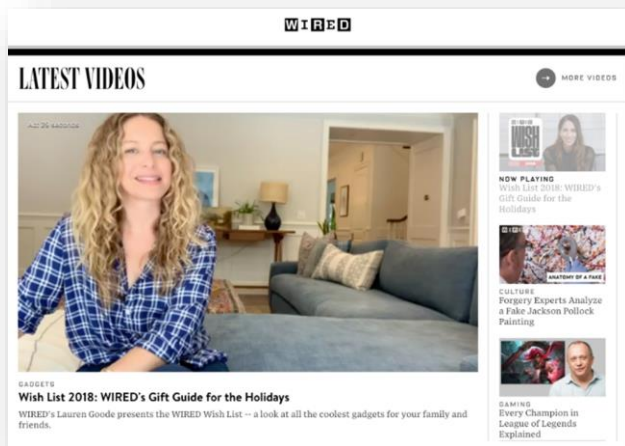 WIRED
LATEST VIDEOS
MORE VIDEOS
WISH
LIST
NOW PLAYING
Wish List 2018: WIRED's
Gift Guide for the
Holidays
WIRED
ANATOMY OF A FAKE
CULTURE
Forgery Experts Analyze
a Fake Jackson Pollock
Painting
GADGETS
Wish List 2018: WIRED's Gift Guide for the Holidays
WIRED's Lauren Goode presents the WIRED Wish List -- a look at all the coolest gadgets for your family and
friends.
GAMING
Every Champion in
League of Legends
Explained